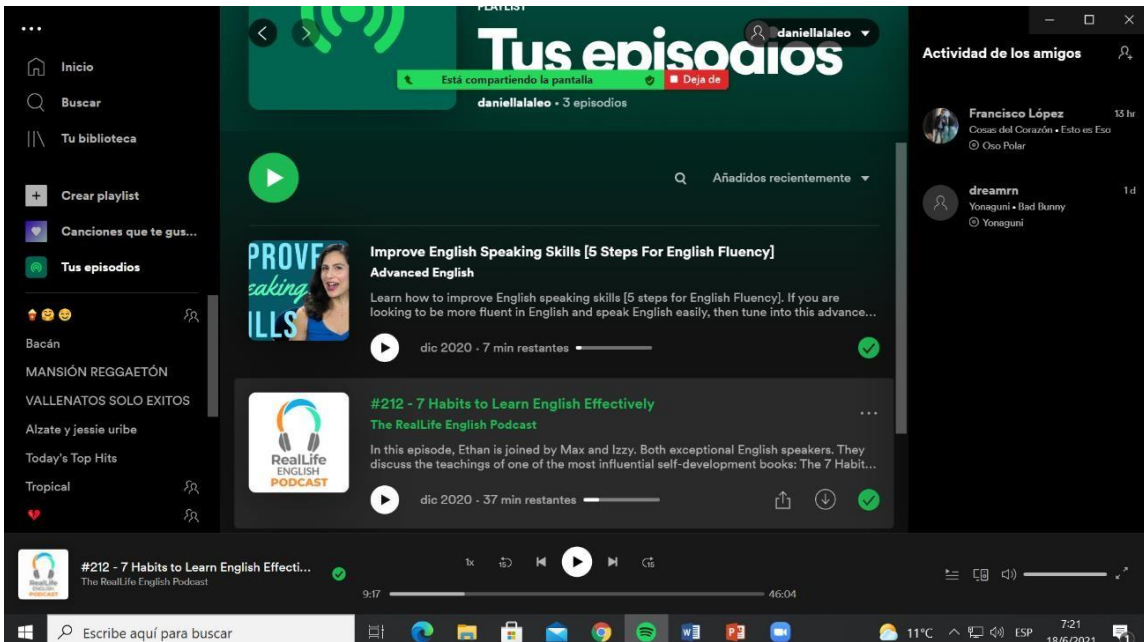 PLAYLIST
Tus episodios
daniellalaleo
Está compartiendo la pantalla
Deja de
daniellalaleo • 3 episodios
Inicio
Buscar
Tu biblioteca
Crear playlist
Canciones que te gus...
Tus episodios
Bacán
MANSIÓN REGGAETÓN
VALLENATOS SOLO EXITOS
Alzate y jessie uribe
Today's Top Hits
Tropical
Añadidos recientemente
PROVE
eaking
ILLS
Improve English Speaking Skills [5 Steps For English Fluency]
Advanced English
Learn how to improve English speaking skills [5 steps for English Fluency]. If you are
looking to be more fluent in English and speak English easily, then tune into this advance...
dic 2020 · 7 min restantes
RealLife
ENGLISH
PODCAST
#212 - 7 Habits to Learn English Effectively
The RealLife English Podcast
In this episode, Ethan is joined by Max and Izzy. Both exceptional English speakers. They
discuss the teachings of one of the most influential self-development books: The 7 Habit...
dic 2020 · 37 min restantes
Actividad de los amigos
Francisco López
13 hr
Cosas del Corazón • Esto es Eso
Oso Polar
dreamrn
1 d
Yonaguni • Bad Bunny
Yonaguni
RealLife
ENGLISH
PODCAST
#212 - 7 Habits to Learn English Effecti...
The RealLife English Podcast
1x
15
15
9:17
46:04
Escribe aquí para buscar
11°C
ESP
7:21
18/6/2021